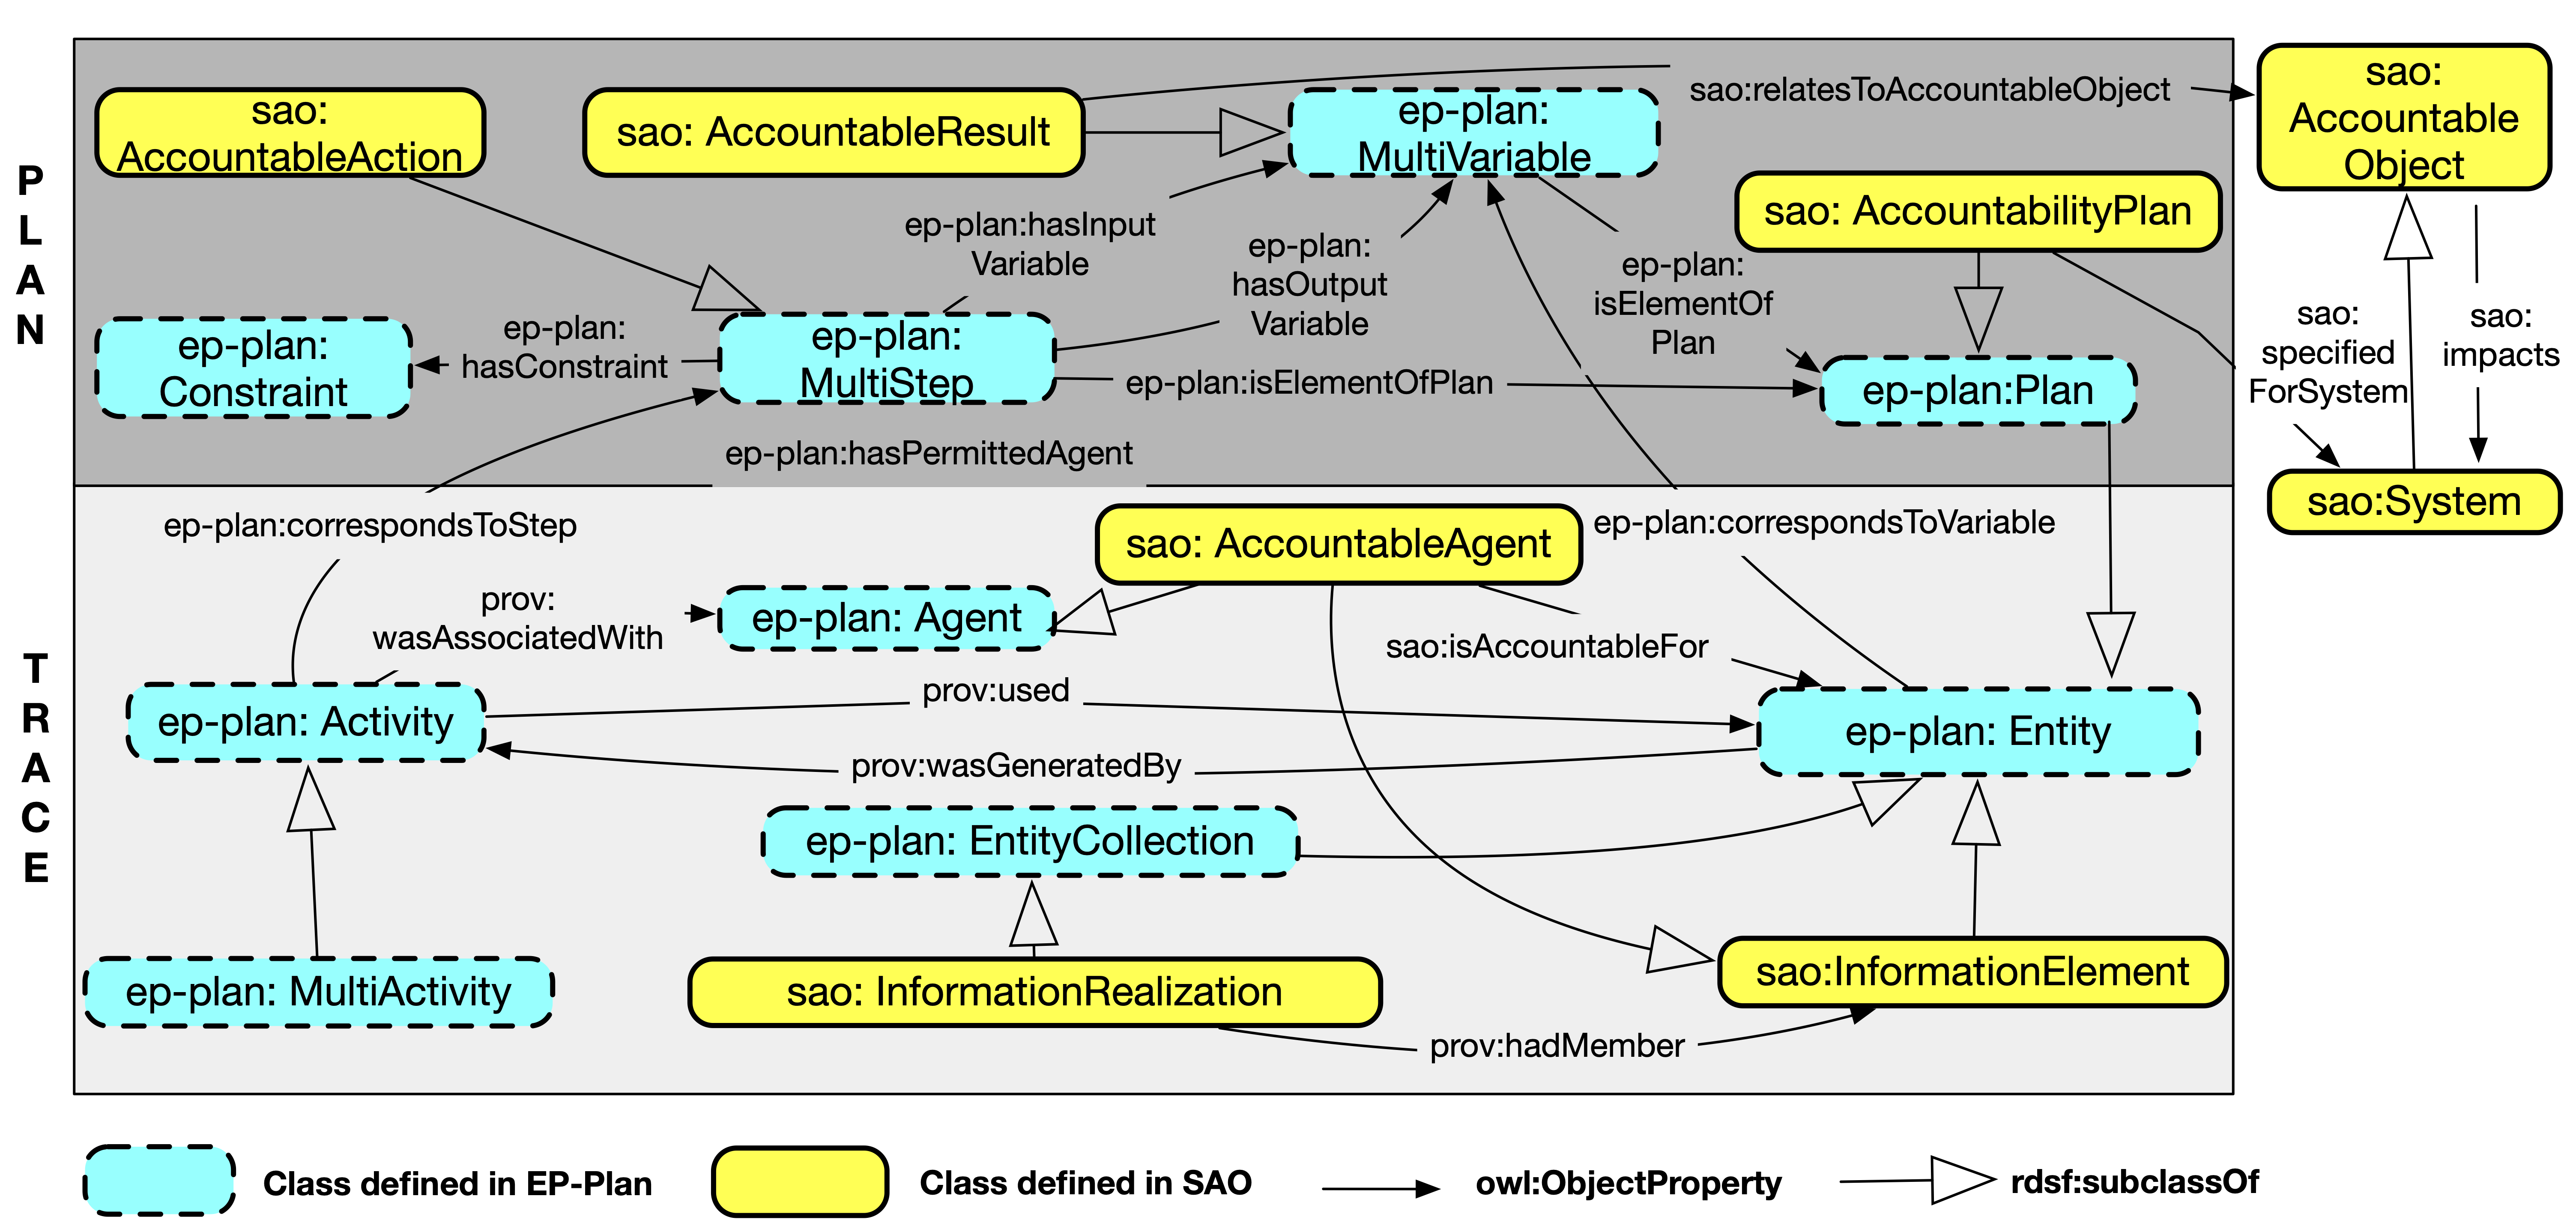 PLAN
sao:
AccountableAction
sao: AccountableResult
ep-plan:
MultiVariable
sao:relatesToAccountableObject
sao:
Accountable
Object
sao: AccountabilityPlan
ep-plan:hasInput
Variable
ep-plan:
hasOutput
Variable
ep-plan:
isElementOf
Plan
ep-plan:
Constraint
ep-plan:
hasConstraint
ep-plan:
MultiStep
ep-plan:isElementOfPlan
ep-plan:Plan
sao:
specified
ForSystem
sao:
impacts
ep-plan:hasPermittedAgent
sao:System
TRACE
ep-plan:correspondsToStep
sao: AccountableAgent
ep-plan:correspondsToVariable
prov:
wasAssociatedWith
ep-plan: Agent
sao:isAccountableFor
ep-plan: Activity
prov:used
ep-plan: Entity
prov:wasGeneratedBy
ep-plan: EntityCollection
ep-plan: MultiActivity
sao: InformationRealization
sao:InformationElement
prov:hadMember
Class defined in EP-Plan
Class defined in SAO
owl:ObjectProperty
rdsf:subclassOf